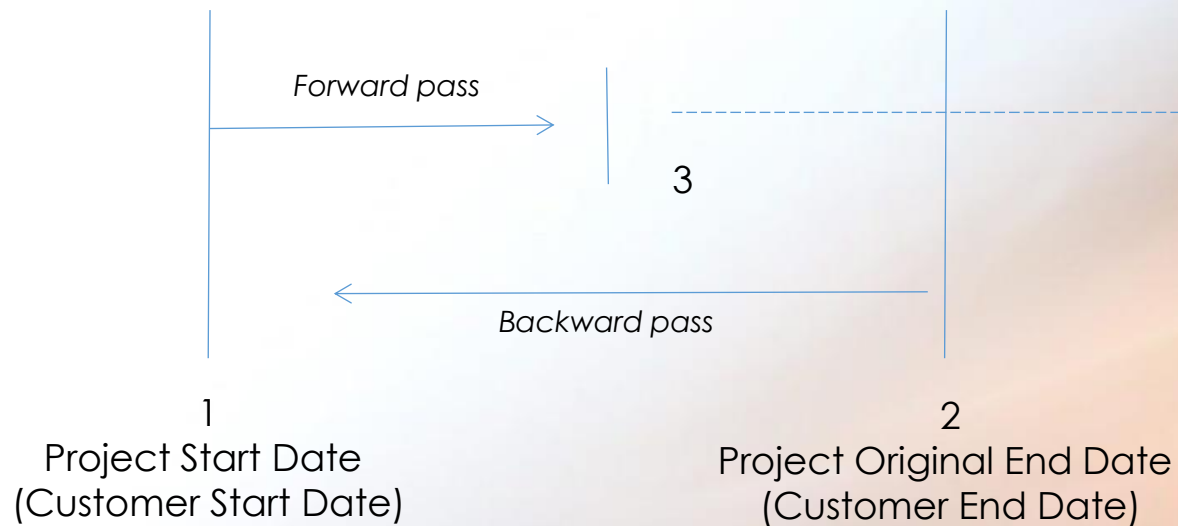 Forward pass
3
Backward pass
1
Project Start Date
(Customer Start Date)
2
Project Original End Date
(Customer End Date)